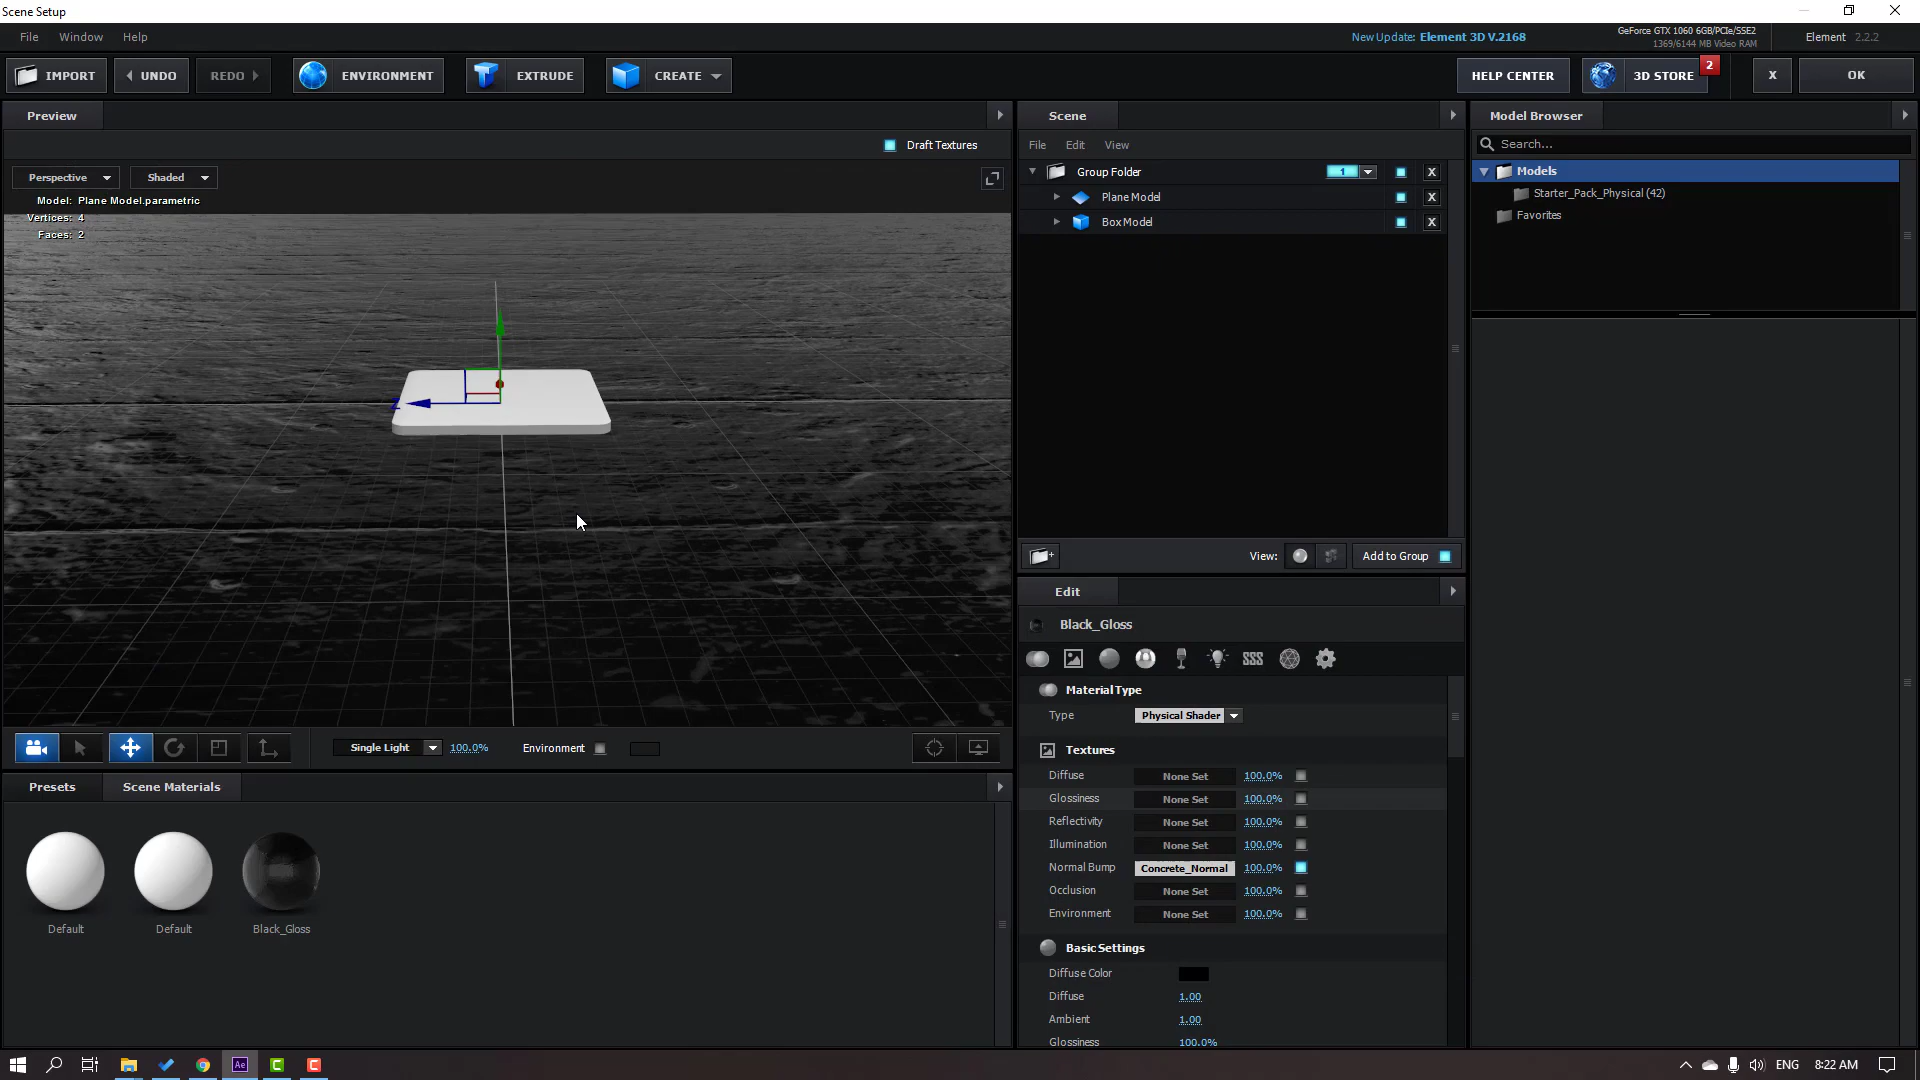 Scene Setup
File Window Help
New Update: Element 3D V.2168
GeForce GTX 1060 6GB/PCIe/SSE2
1369/6144 MB Video RAM
Element 2.2.2
IMPORT UNDO REDO ENVIRONMENT EXTRUDE CREATE HELP CENTER 3D STORE 2 X OK
Preview
Draft Textures
Perspective Shaded
Model: Plane Model.parametric
Vertices: 4
Faces: 2
Z
Single Light 100.0% Environment
Presets Scene Materials
Default Default Black_Gloss
Scene
File Edit View
Group Folder 1 X
Plane Model X
Box Model X
View: Add to Group
Edit
Black_Gloss
SSS
Material Type
Type Physical Shader
Textures
Diffuse None Set 100.0%
Glossiness None Set 100.0%
Reflectivity None Set 100.0%
Illumination None Set 100.0%
Normal Bump Concrete_Normal 100.0%
Occlusion None Set 100.0%
Environment None Set 100.0%
Basic Settings
Diffuse Color
Diffuse 1.00
Ambient 1.00
Glossiness 100.0%
Model Browser
Search...
Models
Starter_Pack_Physical (42)
Favorites
Ae C C ENG 8:22 AM